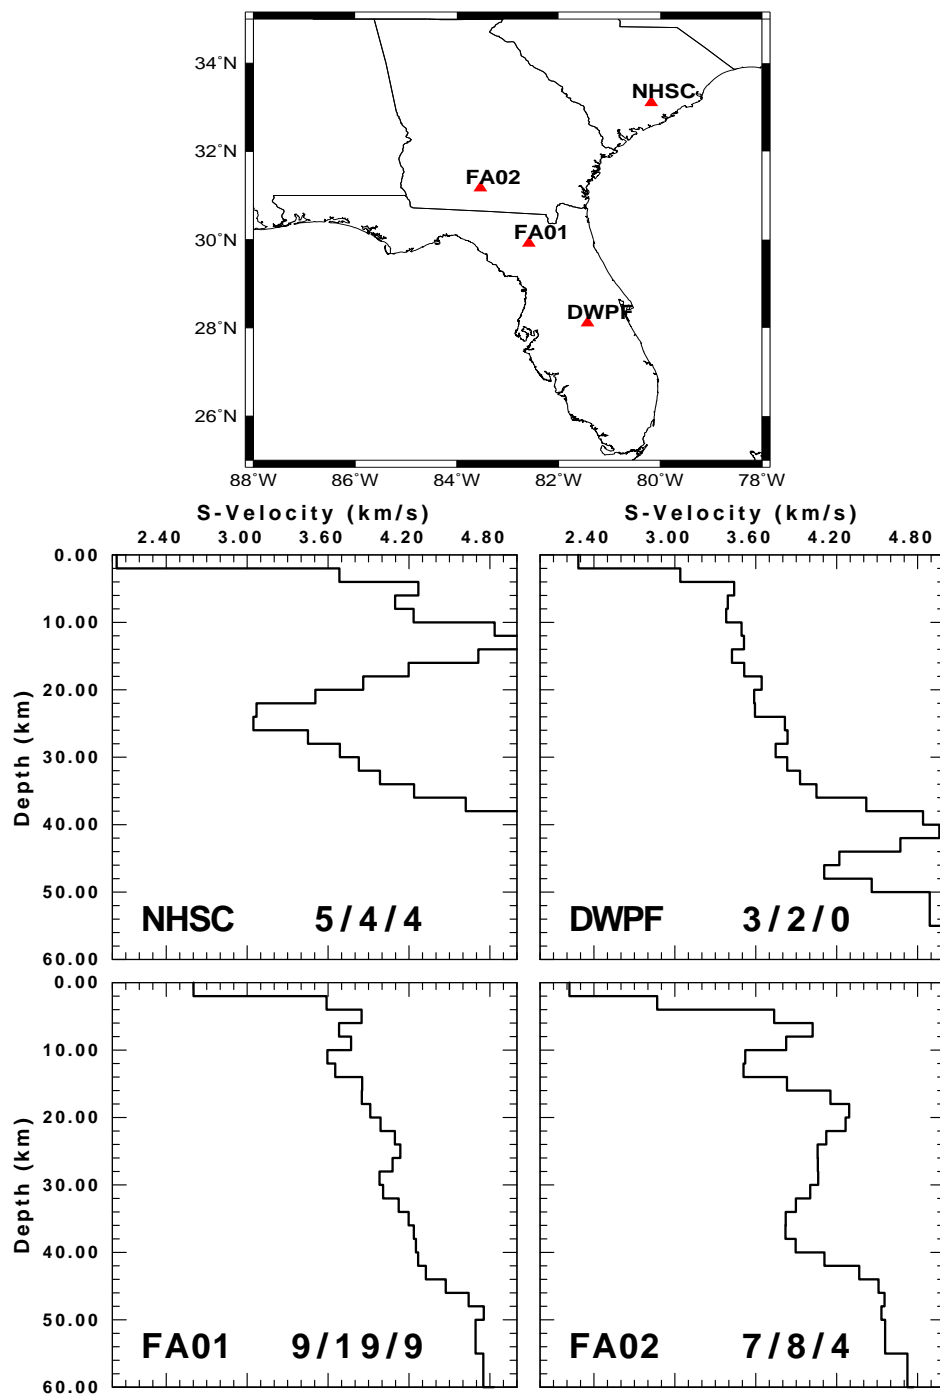 34°N
NHSC
32°N
FA02
30°N
FA01
DWPF
28°N
26°N
88°W 86°W 84°W 82°W 80°W 78°W
S-Velocity (km/s) S-Velocity (km/s)
2.40 3.00 3.60 4.20 4.80 2.40 3.00 3.60 4.20 4.80
0.00
10.00
20.00
Depth (km)
30.00
40.00
50.00
NHSC 5/4/4 DWPF 3/2/0
60.00
0.00
10.00
20.00
Depth (km)
30.00
40.00
50.00
FA01 9/19/9 FA02 7/8/4
60.00